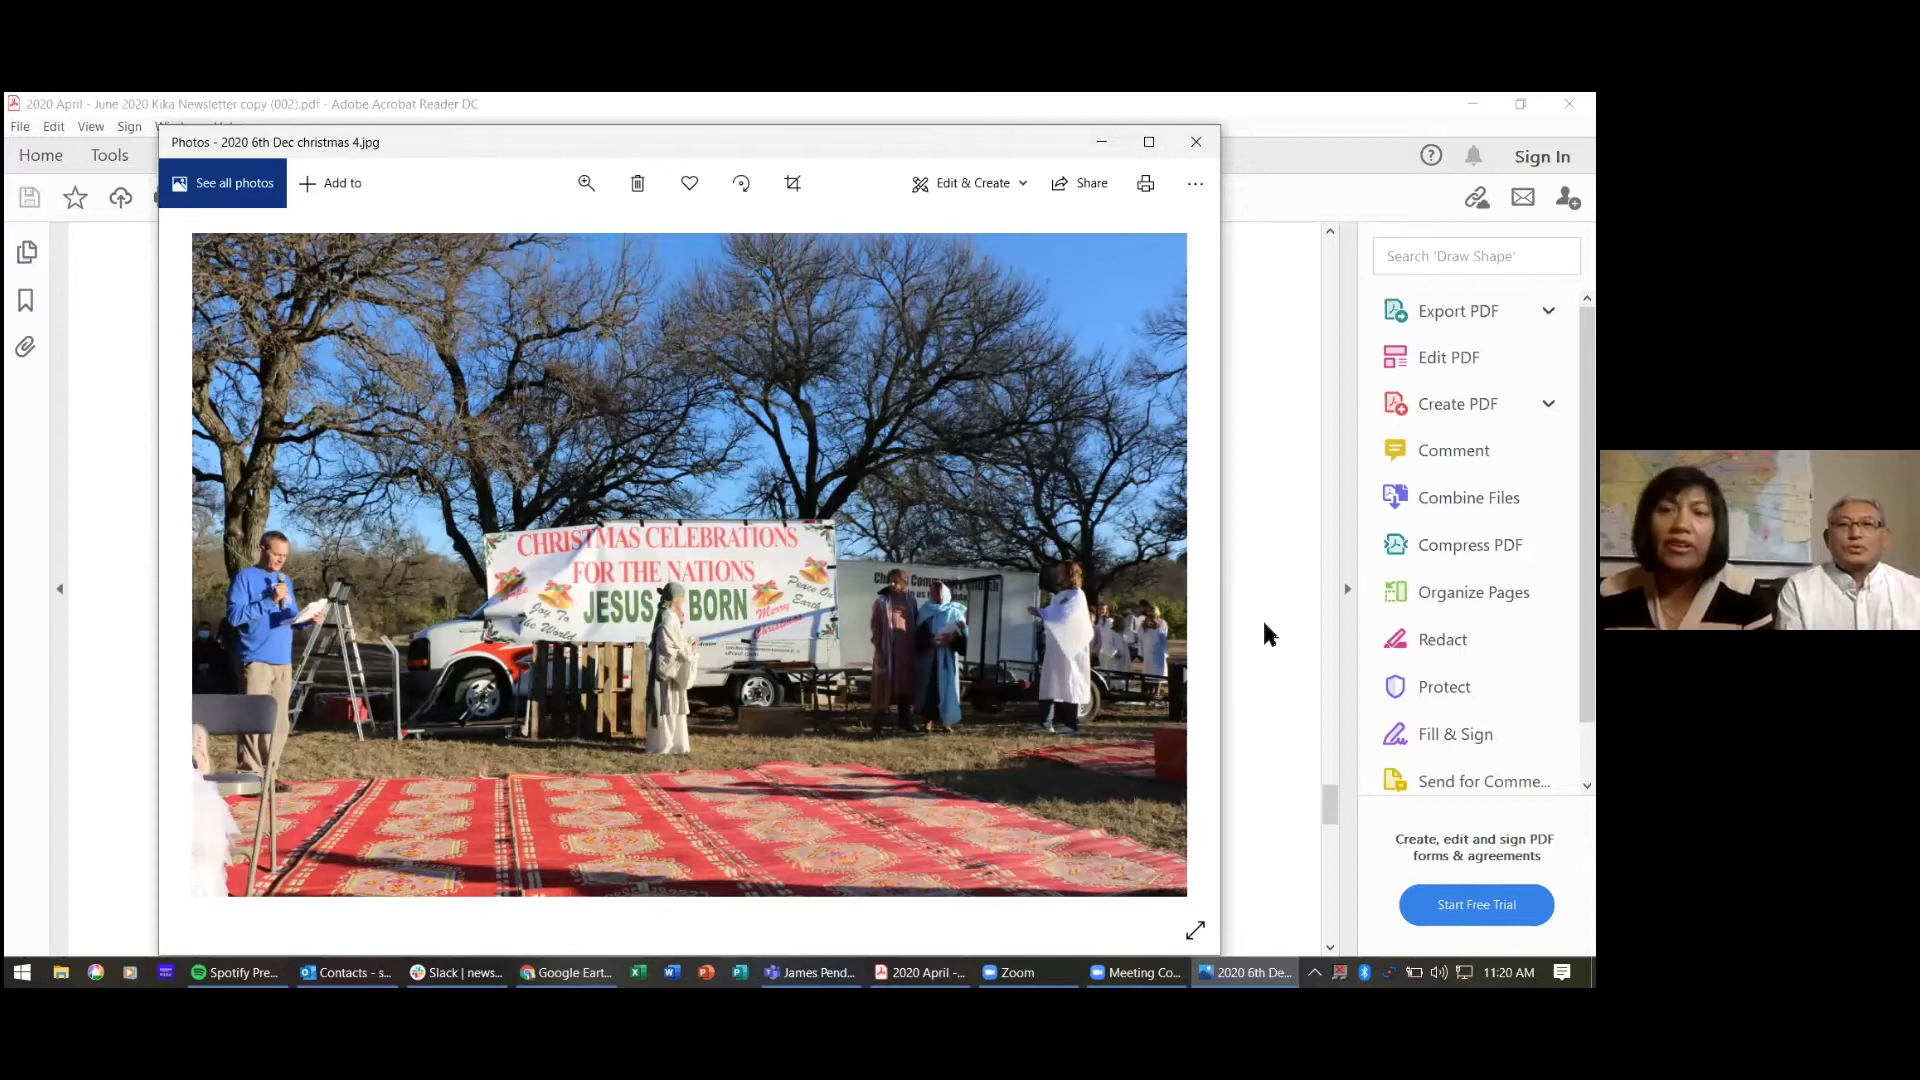 2020 April - June 2020 Kika Newsletter copy (002).pdf - Adobe Acrobat Reader DC
File Edit View Sign
Home Tools
Sign In
Photos - 2020 6th Dec christmas 4.jpg
See all photos
Add to
Edit & Create
Share
Search 'Draw Shape'
Export PDF
Edit PDF
Create PDF
Comment
Combine Files
Compress PDF
Organize Pages
Redact
Protect
Fill & Sign
Send for Comme...
Create, edit and sign PDF
forms & agreements
Start Free Trial
CHRISTMAS CELEBRATIONS
FOR THE NATIONS
JESUS BORN
Hope
Joy To
The World
Peace On
Earth
Merry
Christmas
Spotify Pre...
Contacts - s...
Slack | news...
Google Eart...
James Pend...
2020 April -...
Zoom
Meeting Co...
2020 6th De...
11:20 AM